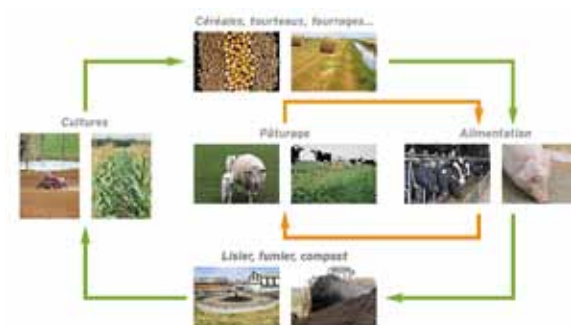 Céréales, tourteaux, fourrages...
Cultures
Pâturage
Alimentation
Lisier, fumier, compost